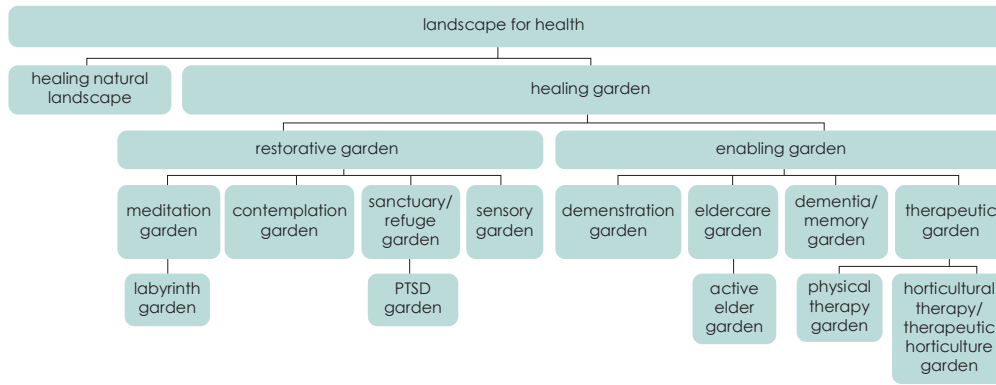 landscape for health
healing natural
landscape
healing garden
restorative garden
enabling garden
meditation
garden
contemplation
garden
sanctuary/
refuge
garden
sensory
garden
demenstration
garden
eldercare
garden
dementia/
memory
garden
therapeutic
garden
labyrinth
garden
PTSD
garden
active
elder
garden
physical
therapy
garden
horticultural
therapy/
therapeutic
horticulture
garden